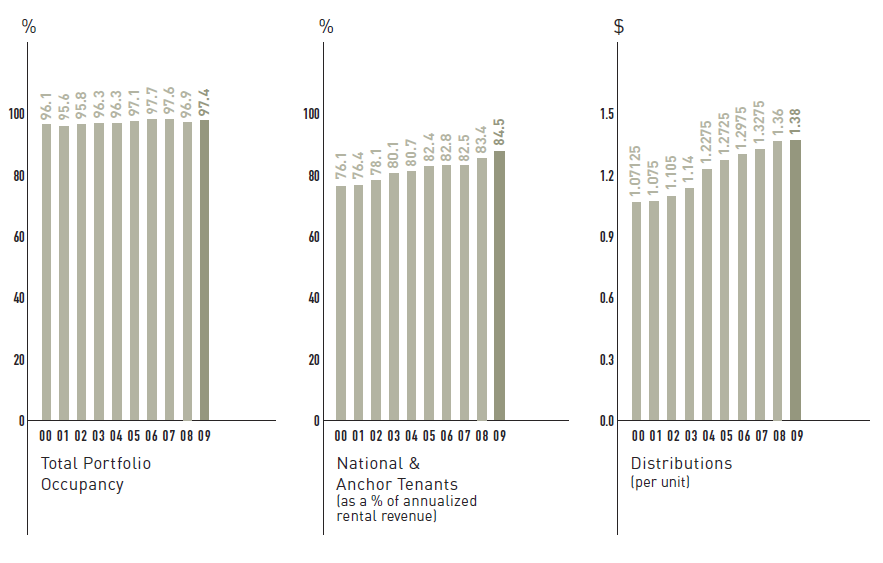 %
96.1 95.6 95.8 96.3 96.3 97.1 97.7 97.6 96.9 97.4
100
80
60
40
20
0
00 01 02 03 04 05 06 07 08 09
Total Portfolio
Occupancy
%
76.1 76.4 78.1 80.1 80.7 82.4 82.8 82.5 83.4 84.5
100
80
60
40
20
0
00 01 02 03 04 05 06 07 08 09
National &
Anchor Tenants
(as a % of annualized
rental revenue)
$
1.07125 1.075 1.105 1.14 1.2275 1.2725 1.2975 1.3275 1.36 1.38
1.5
1.2
0.9
0.6
0.3
0.0
00 01 02 03 04 05 06 07 08 09
Distributions
(per unit)